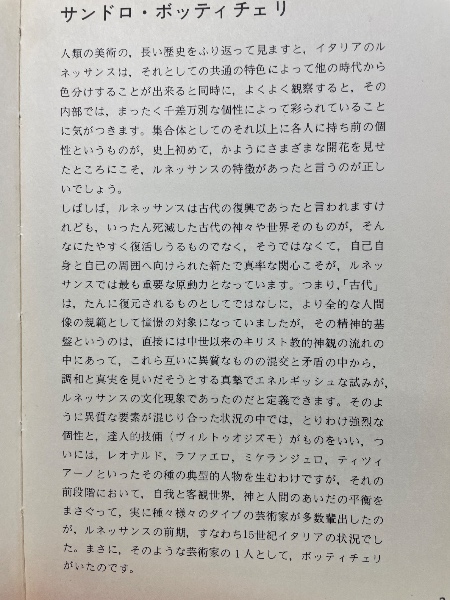 サンドロ・ボッティチェリ
人類の美術の，長い歴史をふり返って見ますと，イタリアのル
ネッサンスは，それとしての共通の特色によって他の時代から
色分けすることが出来ると同時に，よくよく観察すると，その
内部では，まったく千差万別な個性によって彩られていること
に気がつきます。集合体としてのそれ以上に各人に持ち前の個
性というものが，史上初めて，かようにさまざまな開花を見せ
たところにこそ，ルネッサンスの特徴があったと言うのが正し
いでしょう。
しばしば，ルネッサンスは古代の復興であったと言われますけ
れども，いったん死滅した古代の神々や世界そのものが，そん
なにたやすく復活しうるものでなく，そうではなくて，自己自
身と自己の周囲へ向けられた新たで真率な関心こそが，ルネッ
サンスでは最も重要な原動力となっています。つまり，「古代」
は，たんに復元されるものとしてではなしに，より全的な人間
像の規範として憧憬の対象になっていましたが，その精神的基
盤というのは，直接には中世以来のキリスト教的神観の流れの
中にあって，これら互いに異質なものの混交と矛盾の中から，
調和と真実を見いだそうとする真摯でエネルギッシュな試みが，
ルネッサンスの文化現象であったのだと定義できます。そのよ
うに異質な要素が混じり合った状況の中では，とりわけ強烈な
個性と，達人的技倆（ヴィルトゥオジズモ）がものをいい，つ
いには，レオナルド，ラファエロ，ミケランジェロ，ティツィ
アーノといったその種の典型的人物を生むわけですが，それの
前段階において，自我と客観世界，神と人間のあいだの平衡を
まさぐって，実に種々様々のタイプの芸術家が多数輩出したの
が，ルネッサンスの前期，すなわち15世紀イタリアの状況でし
た。まさに，そのような芸術家の1人として，ボッティチェリ
がいたのです。